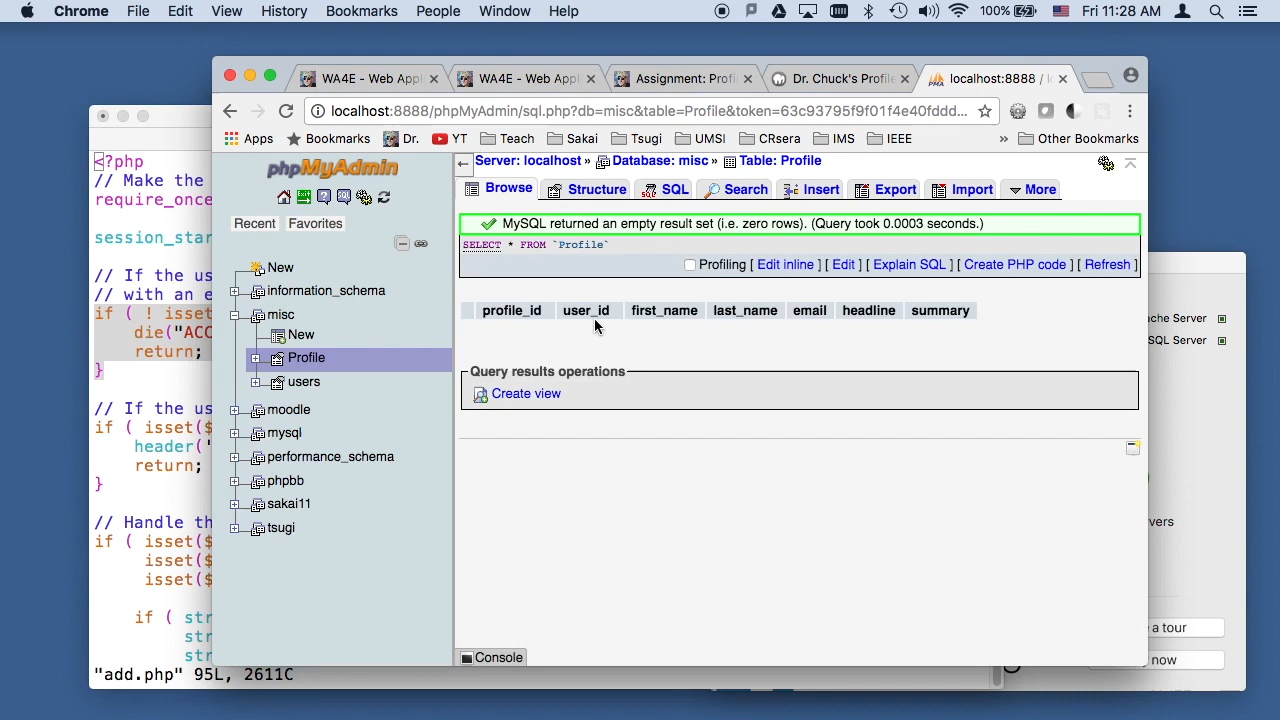 Chrome File Edit View History Bookmarks People Window Help 100% Fri 11:28 AM
WA4E - Web Appl WA4E - Web Appl Assignment: Profi Dr. Chuck's Profile localhost:8888 / l
localhost:8888/phpMyAdmin/sql.php?db=misc&table=Profile&token=63c93795f9f01f4e40fddd...
Apps Bookmarks Dr. YT Teach Sakai Tsugi UMSI CRsera IMS IEEE » Other Bookmarks
phpMyAdmin
Recent Favorites
New
information_schema
misc
New
Profile
users
moodle
mysql
performance_schema
phpbb
sakai11
tsugi
Server: localhost » Database: misc » Table: Profile
Browse Structure SQL Search Insert Export Import More
MySQL returned an empty result set (i.e. zero rows). (Query took 0.0003 seconds.)
SELECT * FROM `Profile`
Profiling [ Edit inline ] [ Edit ] [ Explain SQL ] [ Create PHP code ] [ Refresh ]
profile_id user_id first_name last_name email headline summary
Query results operations
Create view
Console
<?php
// Make the
require_once
session_star
// If the us
// with an e
if ( ! isset
die("ACC
return;
}
// If the us
if ( isset($
header('
return;
}
// Handle th
if ( isset($
isset($
isset($
if ( str
str
str
"add.php" 95L, 2611C
che Server
SQL Server
vers
a tour
now